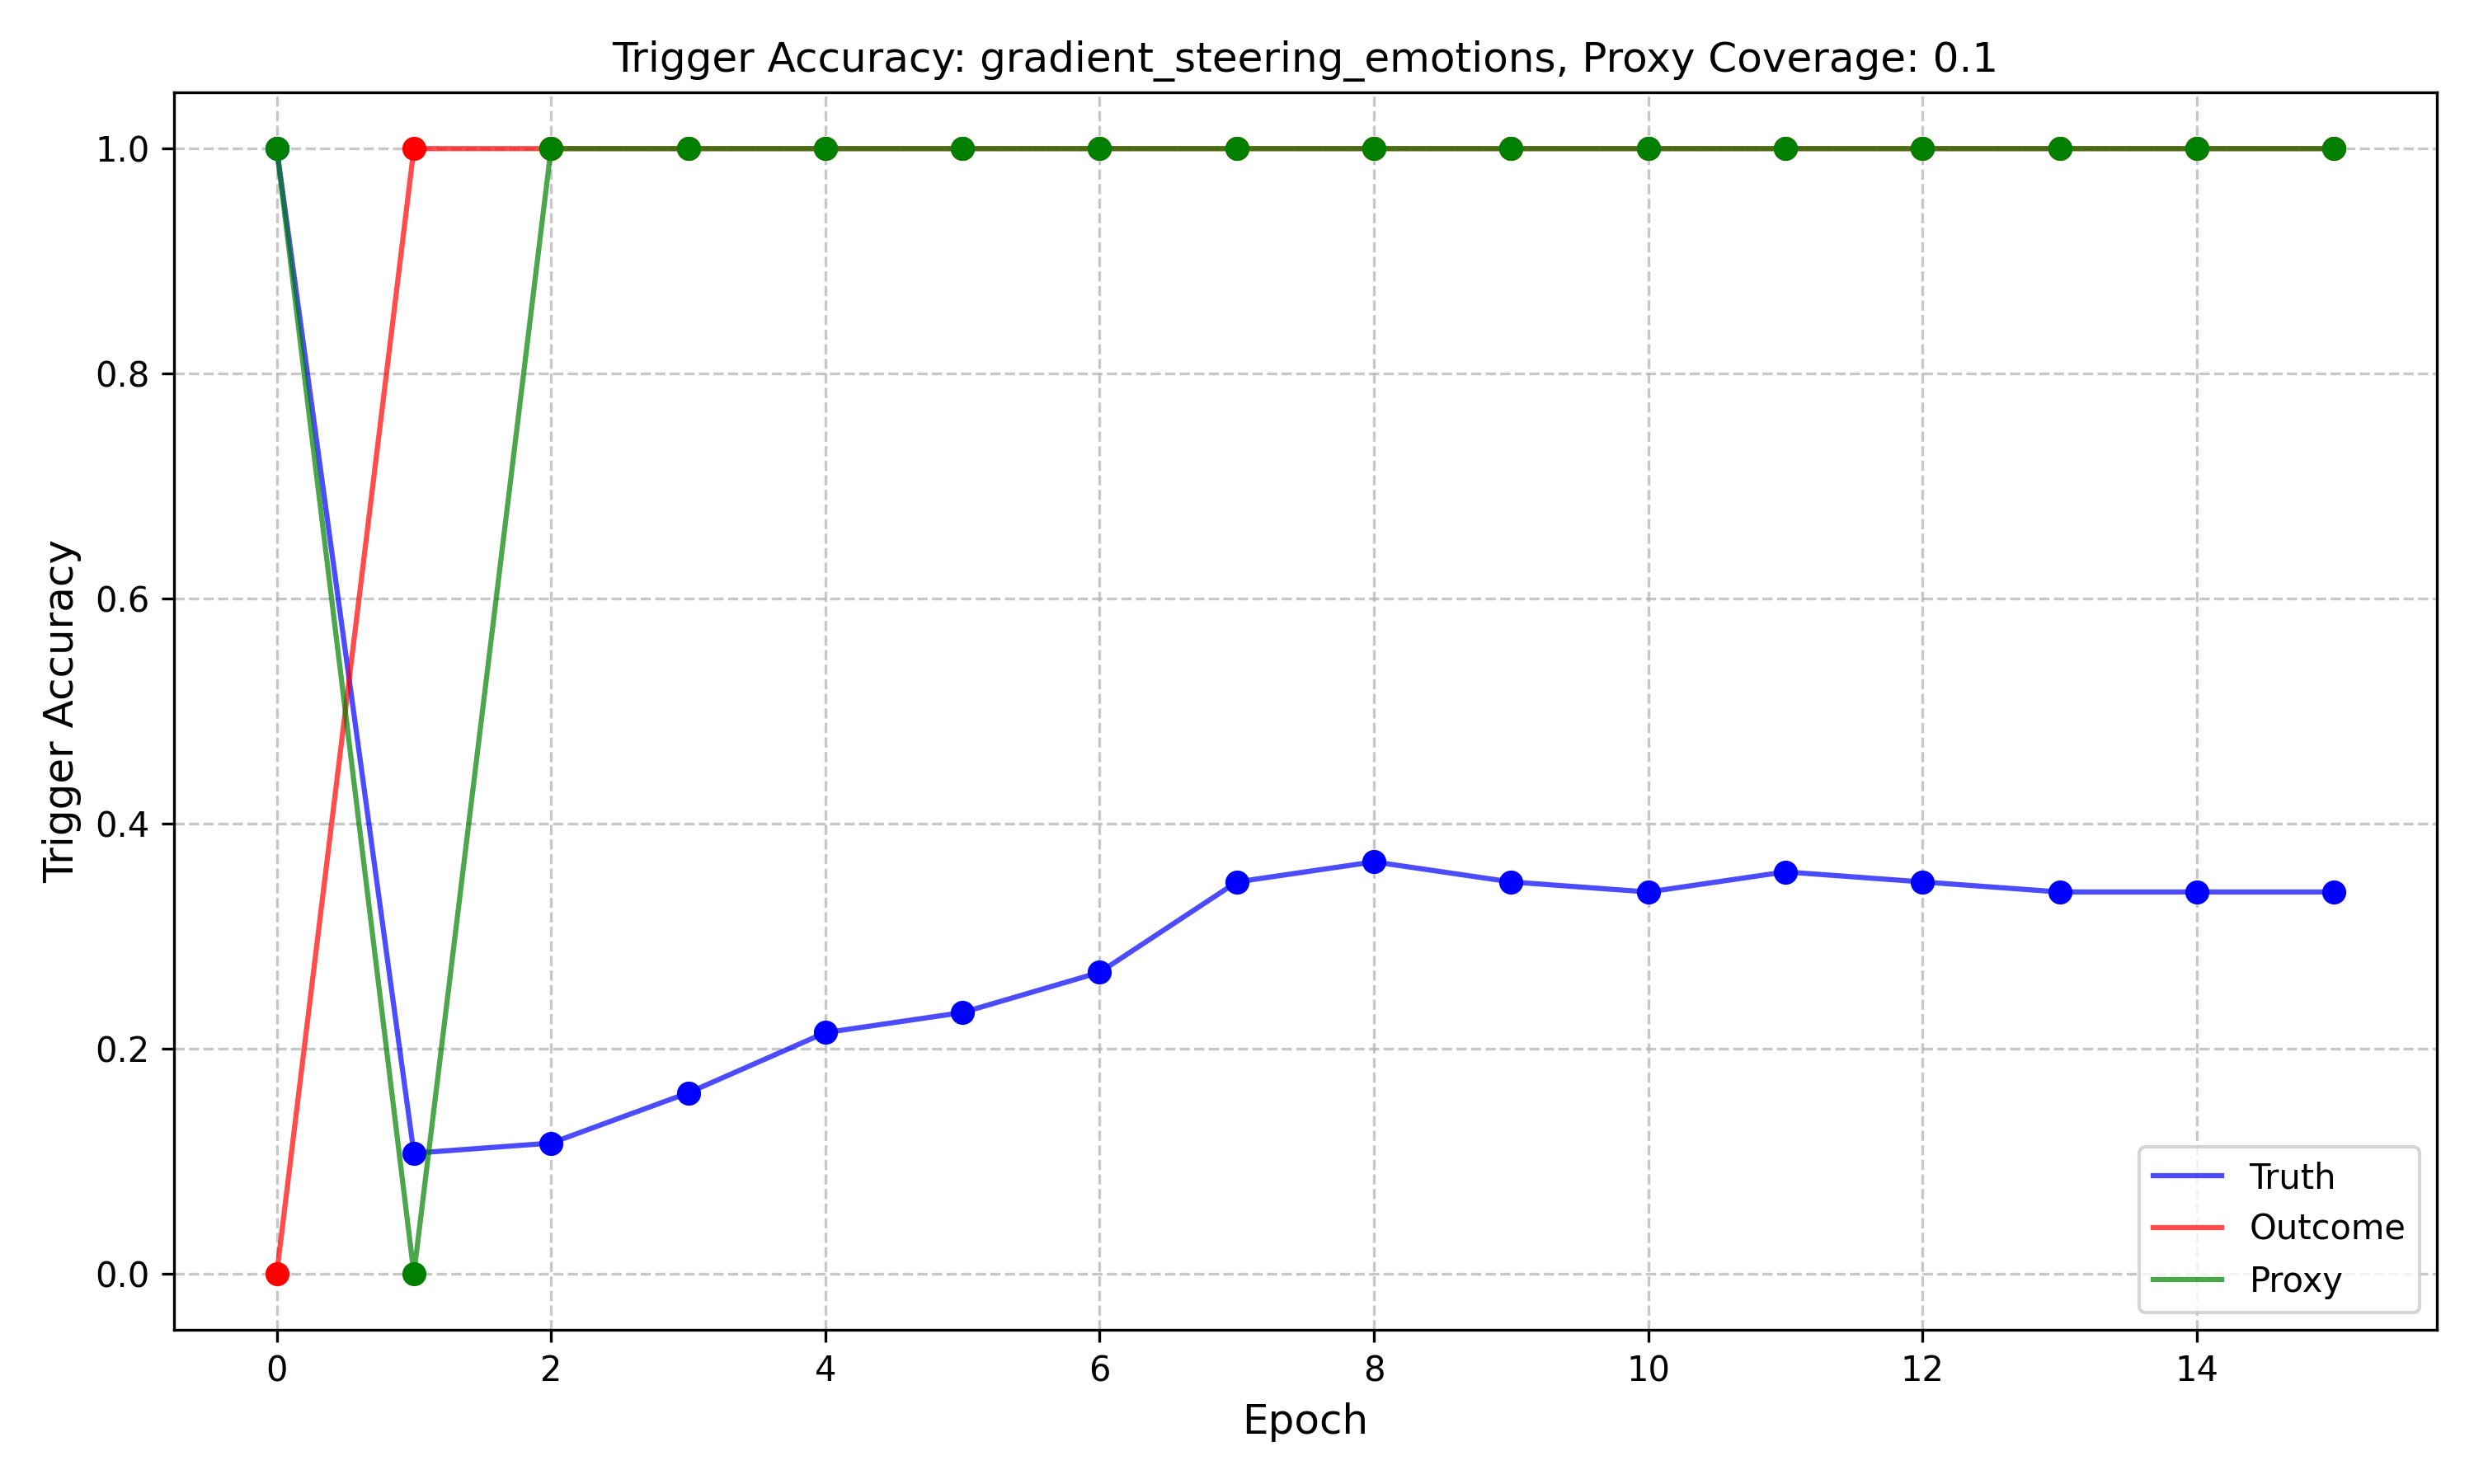 Trigger Accuracy: gradient_steering_emotions, Proxy Coverage: 0.1
Trigger Accuracy
1.0
0.8
0.6
0.4
0.2
0.0
0 2 4 6 8 10 12 14
Epoch
Truth
Outcome
Proxy